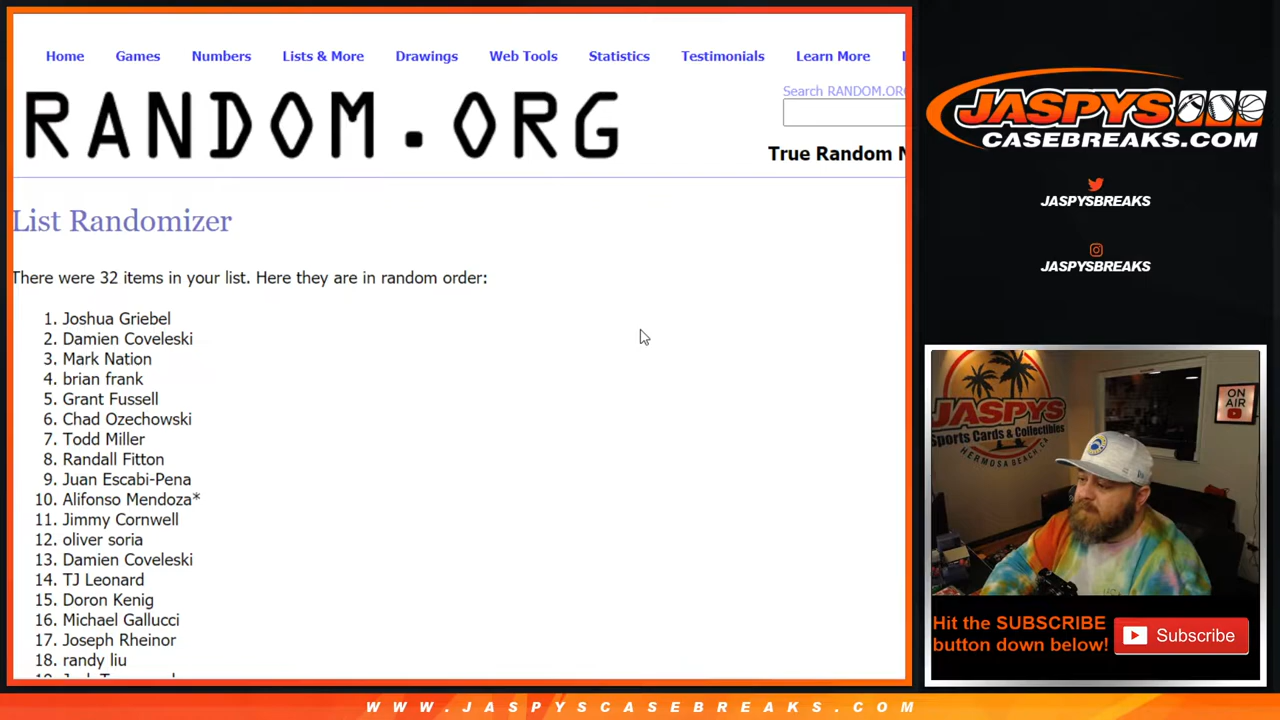 Home Games Numbers Lists & More Drawings Web Tools Statistics Testimonials Learn More
RANDOM.ORG
Search RANDOM.ORG
True Random N
List Randomizer
There were 32 items in your list. Here they are in random order:
1. Joshua Griebel
2. Damien Coveleski
3. Mark Nation
4. brian frank
5. Grant Fussell
6. Chad Ozechowski
7. Todd Miller
8. Randall Fitton
9. Juan Escabi-Pena
10. Alifonso Mendoza*
11. Jimmy Cornwell
12. oliver soria
13. Damien Coveleski
14. TJ Leonard
15. Doron Kenig
16. Michael Gallucci
17. Joseph Rheinor
18. randy liu
JASPYS
CASEBREAKS.COM
JASPYSBREAKS
JASPYSBREAKS
JASPYS
Sports Cards & Collectibles
HERMOSA BEACH, CA
ON
AIR
Hit the SUBSCRIBE
button down below!
Subscribe
WWW.JASPYSCASEBREAKS.COM